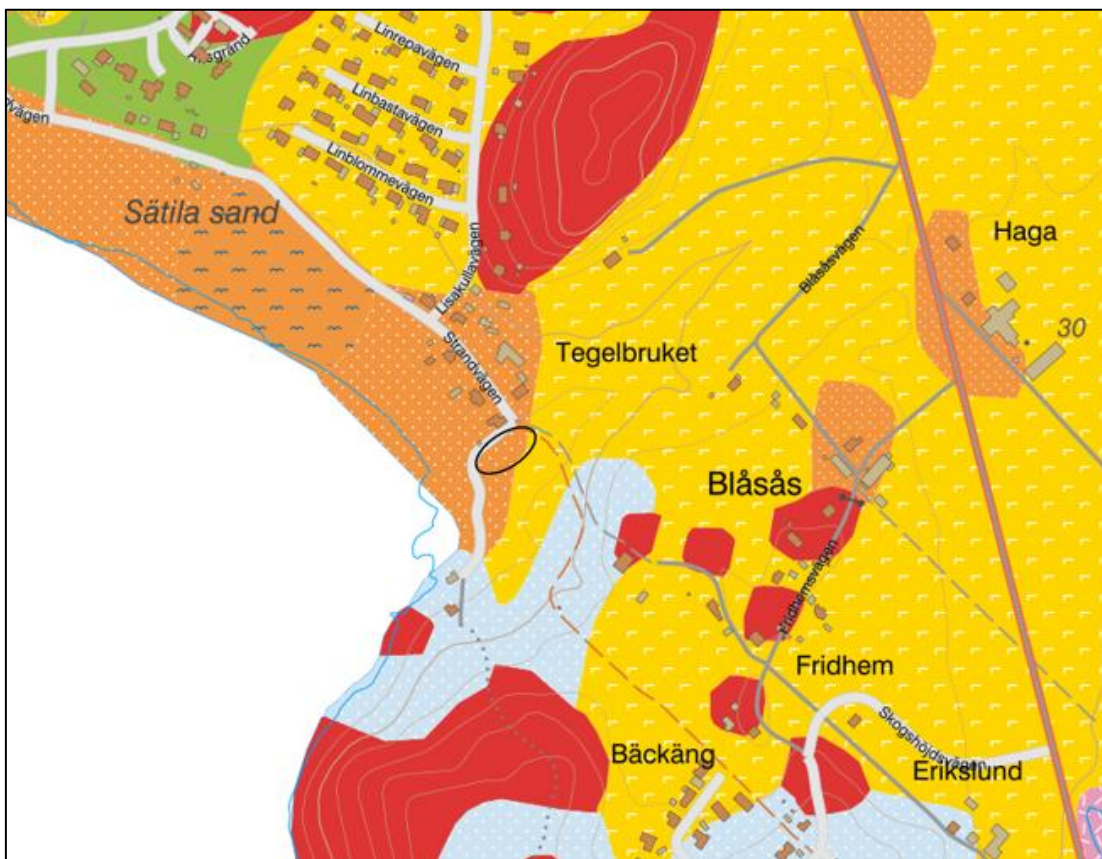 Linrepavägen
Linbastavägen
Linblommevägen
Sätila sand
Lisakullavägen
Strandvägen
Tegelbruket
Blåsåsvägen
Haga
30
Blåsås
Fridhemsvägen
Fridhem
Skogshöjdsvägen
Bäckäng
Erikslund